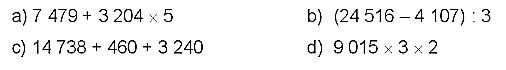 a) 7 479 + 3 204 × 5 b) (24 516 – 4 107) : 3
c) 14 738 + 460 + 3 240 d) 9 015 × 3 × 2